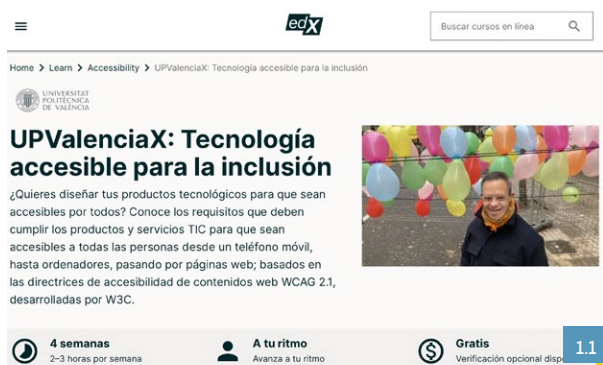 edX
Buscar cursos en línea
Home > Learn > Accessibility > UPValenciaX: Tecnología accesible para la inclusión
UNIVERSITAT
POLITÈCNICA
DE VALÈNCIA
UPValenciaX: Tecnología
accesible para la inclusión
¿Quieres diseñar tus productos tecnológicos para que sean
accesibles por todos? Conoce los requisitos que deben
cumplir los productos y servicios TIC para que sean
accesibles a todas las personas desde un teléfono móvil,
hasta ordenadores, pasando por páginas web; basados en
las directrices de accesibilidad de contenidos web WCAG 2.1,
desarrolladas por W3C.
4 semanas
2–3 horas por semana
A tu ritmo
Avanza a tu ritmo
Gratis
Verificación opcional disp
1.1